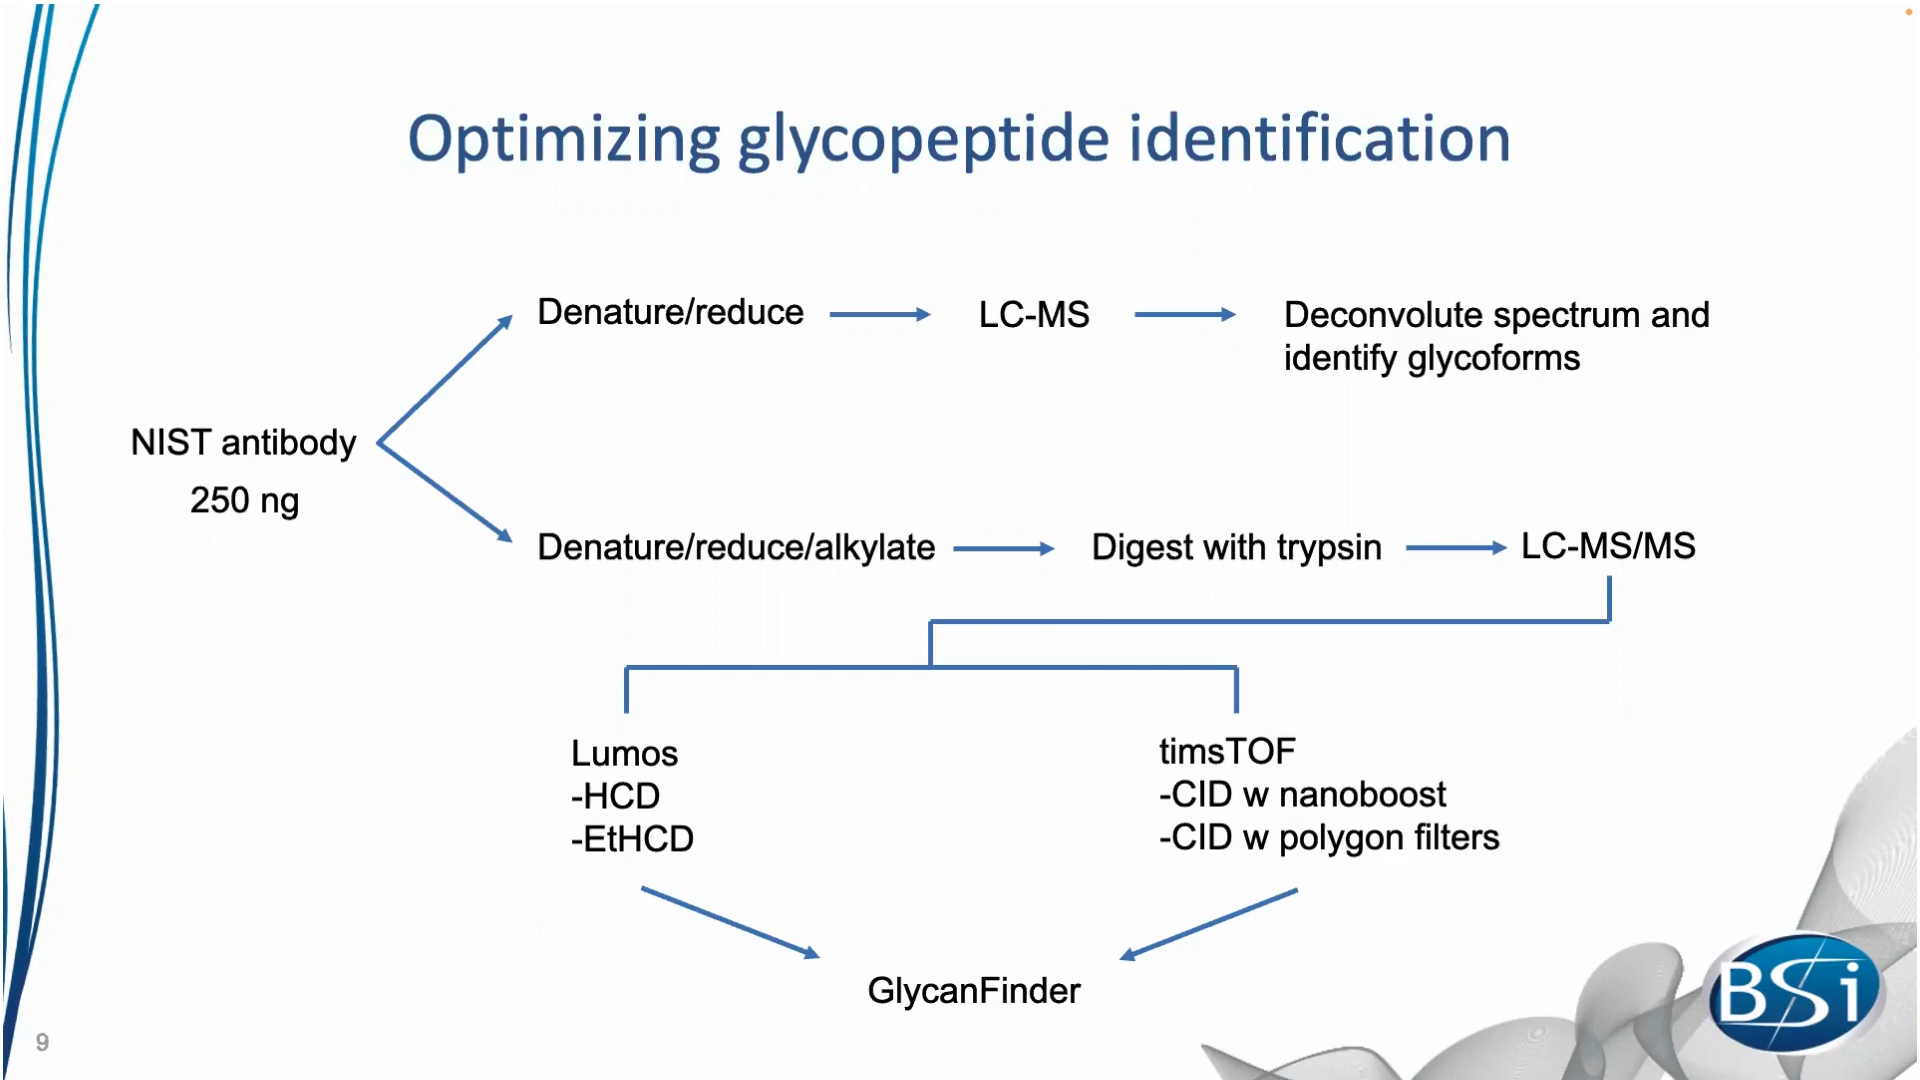 Optimizing glycopeptide identification
Denature/reduce
LC-MS
Deconvolute spectrum and
identify glycoforms
NIST antibody
250 ng
Denature/reduce/alkylate
Digest with trypsin
LC-MS/MS
Lumos
-HCD
-EtHCD
timsTOF
-CID w nanoboost
-CID w polygon filters
GlycanFinder
BSi
9